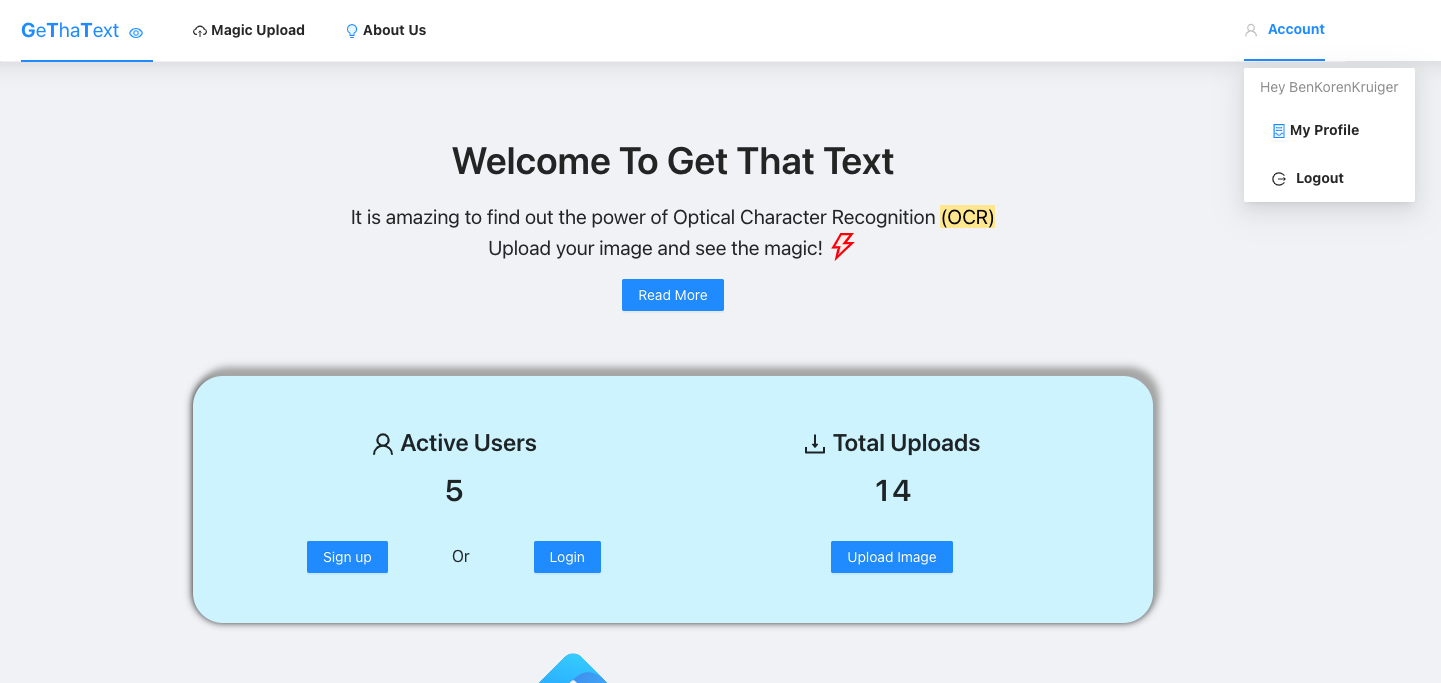 GeThaText
Magic Upload
About Us
Account
Hey BenKorenKruiger
My Profile
Logout
Welcome To Get That Text
It is amazing to find out the power of Optical Character Recognition (OCR)
Upload your image and see the magic!
Read More
Active Users
5
Sign up
Or
Login
Total Uploads
14
Upload Image